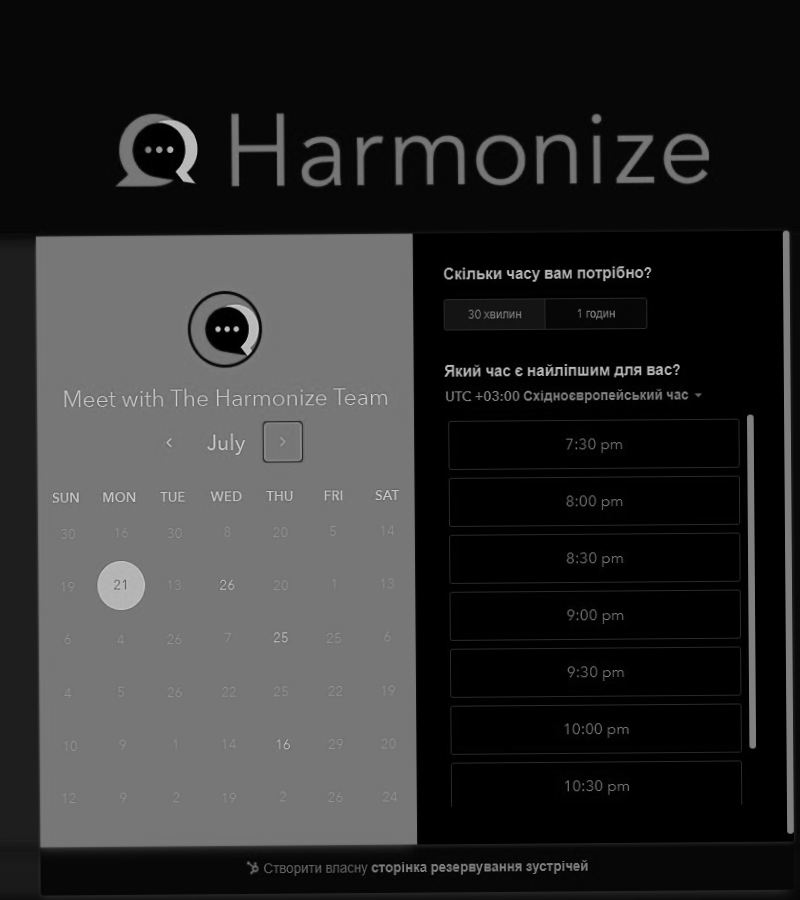 Harmonize
Meet with The Harmonize Team
July
SUN MON TUE WED THU FRI SAT
30 16 30 8 20 5 14
19 21 13 26 20 1 13
6 4 26 7 25 25 6
4 5 26 22 25 22 19
10 9 1 14 16 29 20
12 9 2 19 2 26 24
Скільки часу вам потрібно?
30 хвилин 1 годин
Який час є найліпшим для вас?
UTC +03:00 Східноєвропейський час
7:30 pm
8:00 pm
8:30 pm
9:00 pm
9:30 pm
10:00 pm
10:30 pm
Створити власну сторінка резервування зустрічей